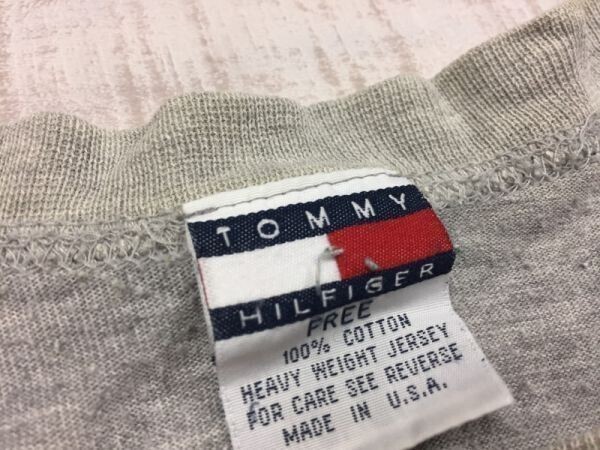 TOMMY
HILFIGER
FREE
100% COTTON
HEAVY WEIGHT JERSEY
FOR CARE SEE REVERSE
MADE IN U.S.A.